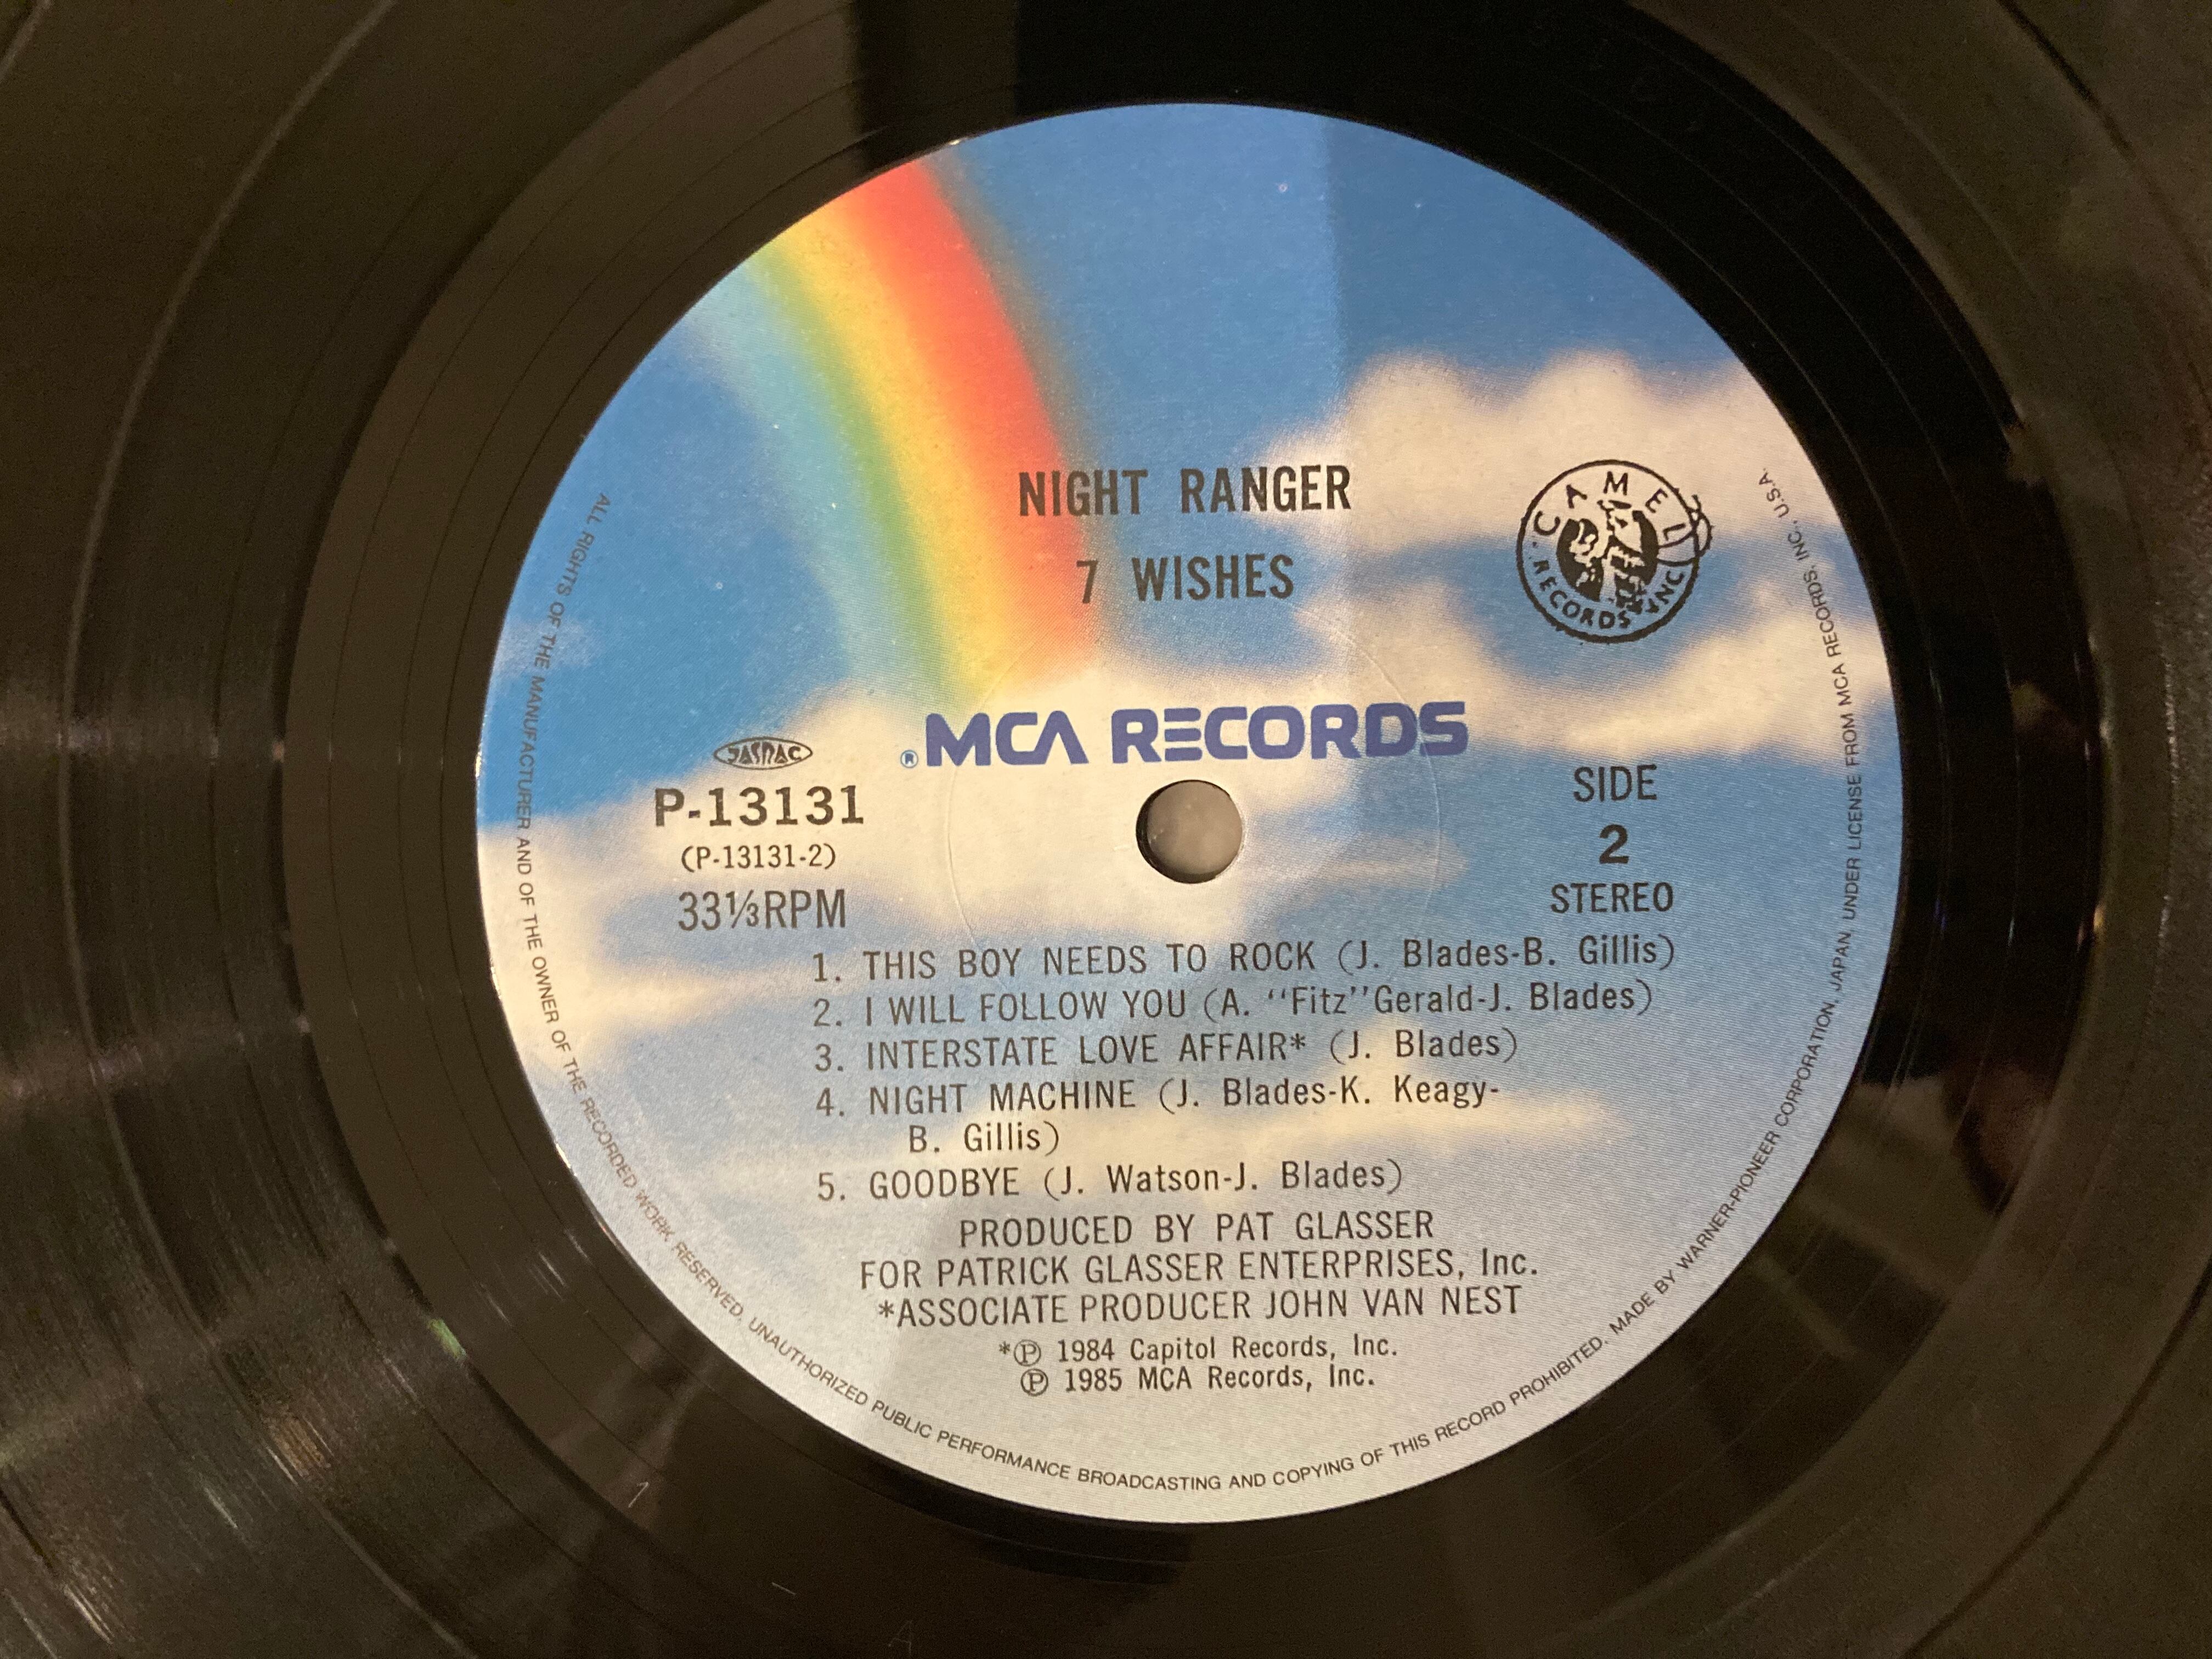 NIGHT RANGER
7 WISHES
CAMEL
RECORDS INC
® MCA RECORDS
JASRAC
P-13131
(P-13131-2)
33⅓RPM
SIDE
2
STEREO
1. THIS BOY NEEDS TO ROCK (J. Blades-B. Gillis)
2. I WILL FOLLOW YOU (A. “Fitz”Gerald-J. Blades)
3. INTERSTATE LOVE AFFAIR* (J. Blades)
4. NIGHT MACHINE (J. Blades-K. Keagy-
B. Gillis)
5. GOODBYE (J. Watson-J. Blades)
PRODUCED BY PAT GLASSER
FOR PATRICK GLASSER ENTERPRISES, Inc.
*ASSOCIATE PRODUCER JOHN VAN NEST
*Ⓟ 1984 Capitol Records, Inc.
Ⓟ 1985 MCA Records, Inc.
ALL RIGHTS OF THE MANUFACTURER AND OF THE OWNER OF THE RECORDED WORK RESERVED. UNAUTHORIZED PUBLIC PERFORMANCE BROADCASTING AND COPYING OF THIS RECORD PROHIBITED. MADE BY WARNER-PIONEER CORPORATION, JAPAN. UNDER LICENSE FROM MCA RECORDS, INC., U.S.A.